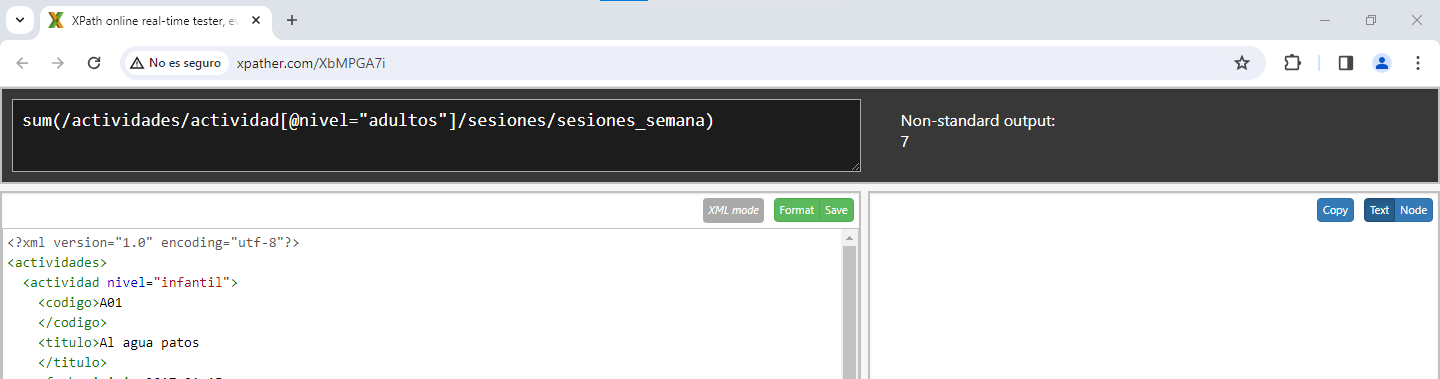 XPath online real-time tester, ev
No es seguro
xpather.com/XbMPGA7i
sum(/actividades/actividad[@nivel="adultos"]/sesiones/sesiones_semana)
Non-standard output:
7
XML mode
Format
Save
Copy
Text
Node
<?xml version="1.0" encoding="utf-8"?>
<actividades>
<actividad nivel="infantil">
<codigo>A01
</codigo>
<titulo>Al agua patos
</titulo>